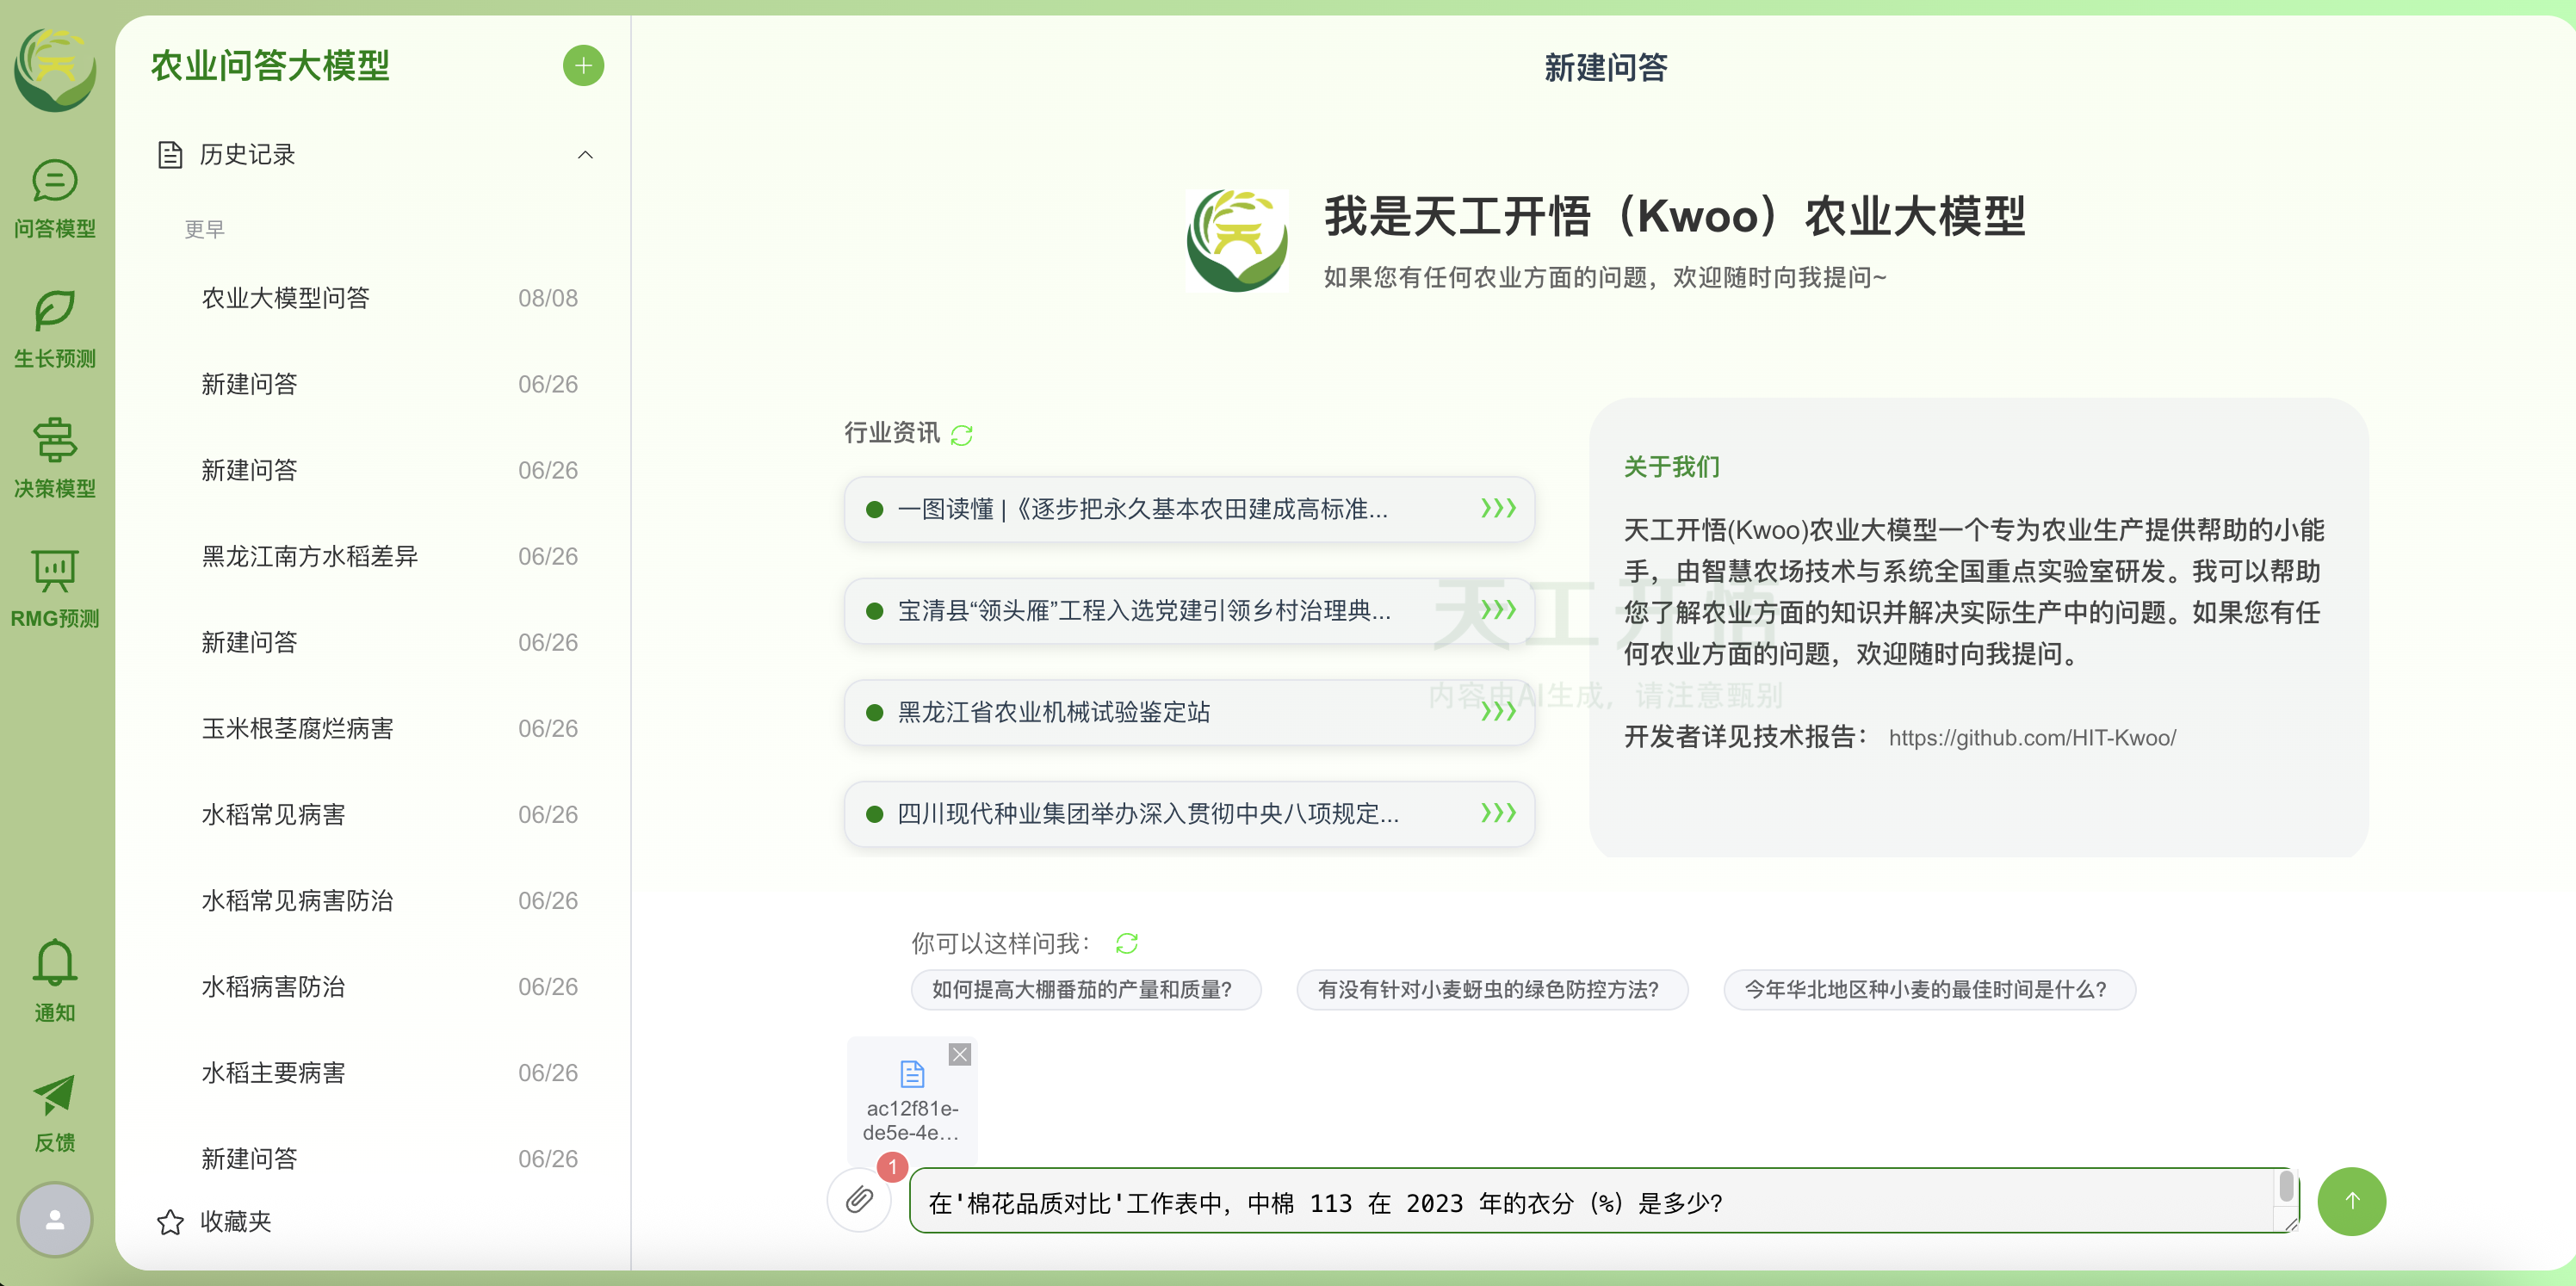 问答模型
生长预测
决策模型
RMG预测
通知
反馈
农业问答大模型
历史记录
更早
农业大模型问答 08/08
新建问答 06/26
新建问答 06/26
黑龙江南方水稻差异 06/26
新建问答 06/26
玉米根茎腐烂病害 06/26
水稻常见病害 06/26
水稻常见病害防治 06/26
水稻病害防治 06/26
水稻主要病害 06/26
新建问答 06/26
收藏夹
新建问答
我是天工开悟（Kwoo）农业大模型
如果您有任何农业方面的问题，欢迎随时向我提问~
行业资讯
一图读懂 |《逐步把永久基本农田建成高标准...
宝清县“领头雁”工程入选党建引领乡村治理典...
黑龙江省农业机械试验鉴定站
四川现代种业集团举办深入贯彻中央八项规定...
关于我们
天工开悟(Kwoo)农业大模型一个专为农业生产提供帮助的小能
手，由智慧农场技术与系统全国重点实验室研发。我可以帮助
您了解农业方面的知识并解决实际生产中的问题。如果您有任
何农业方面的问题，欢迎随时向我提问。
开发者详见技术报告： https://github.com/HIT-Kwoo/
天工开悟
内容由AI生成，请注意甄别
你可以这样问我：
如何提高大棚番茄的产量和质量？
有没有针对小麦蚜虫的绿色防控方法？
今年华北地区种小麦的最佳时间是什么？
ac12f81e-
de5e-4e...
1
在'棉花品质对比'工作表中，中棉 113 在 2023 年的衣分（%）是多少？